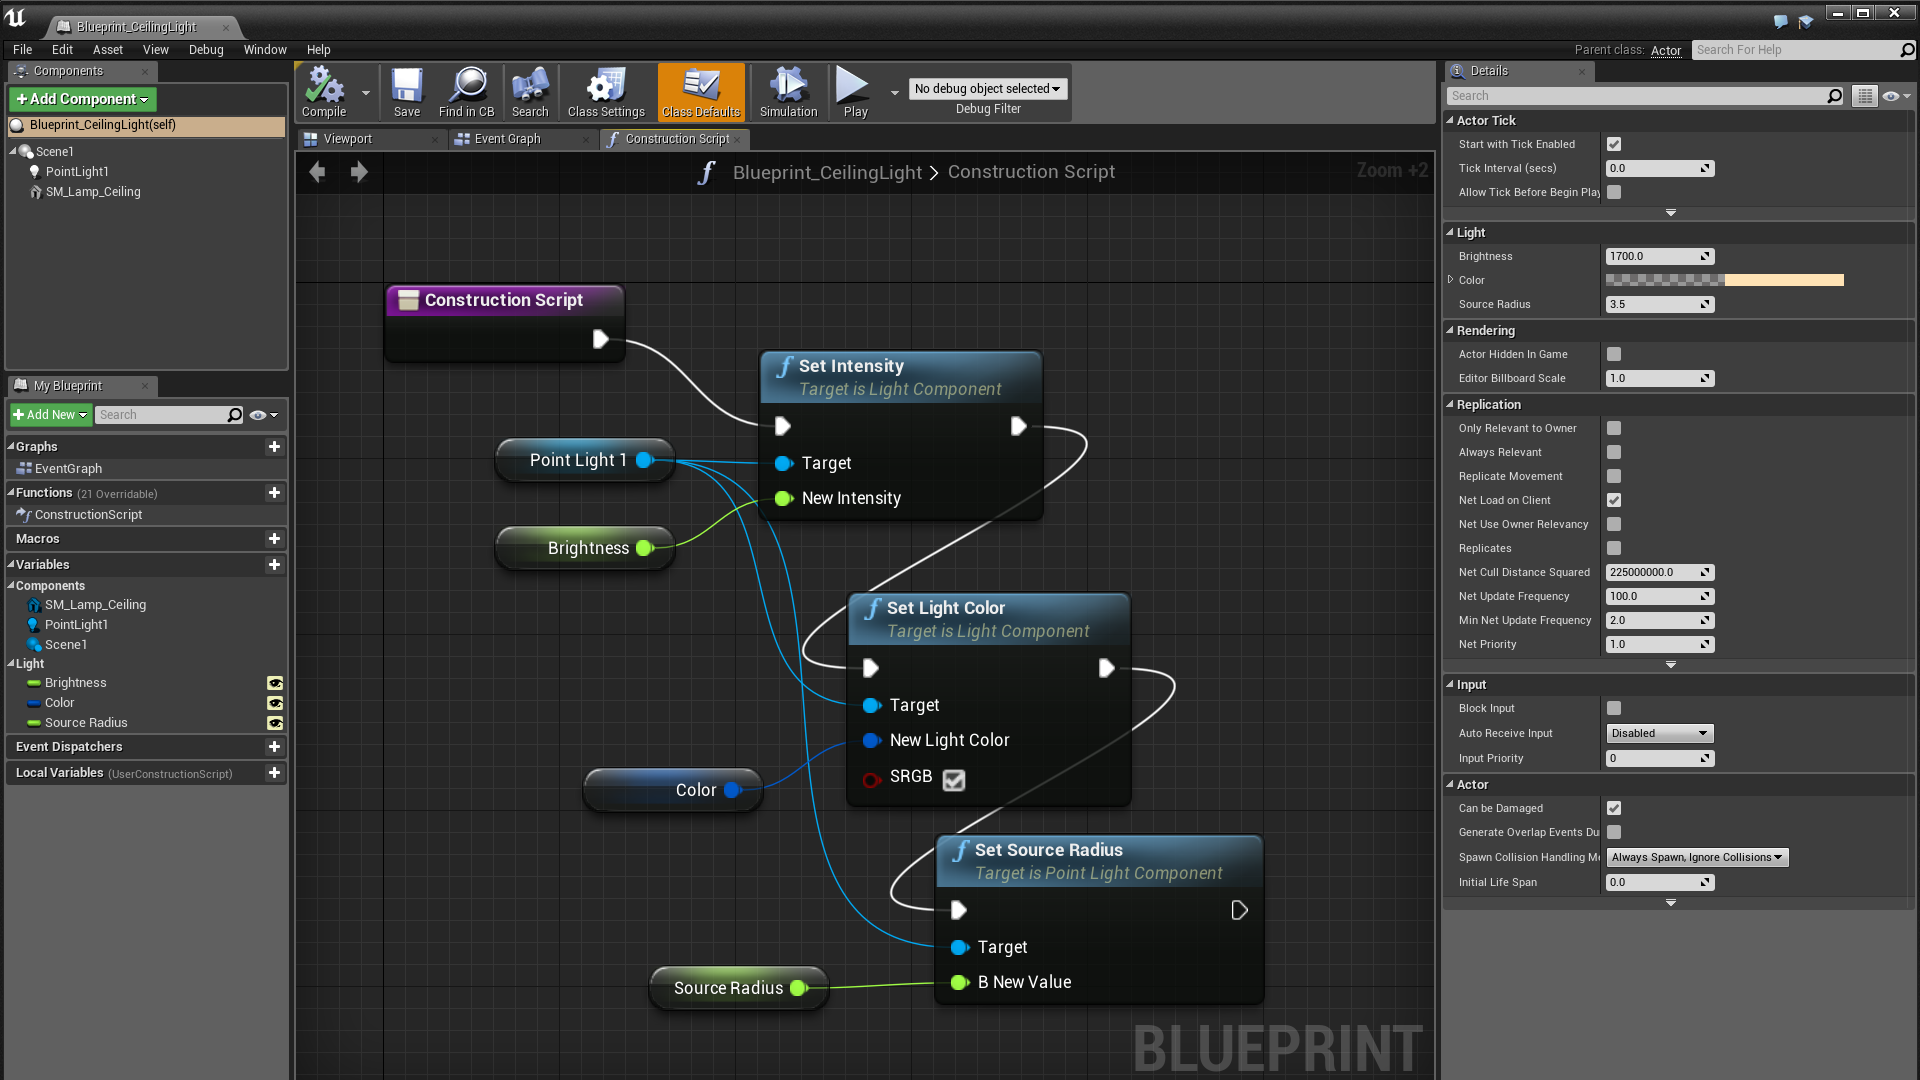 Blueprint_CeilingLight
File Edit Asset View Debug Window Help
Parent class: Actor
Search For Help
Components
+Add Component
Blueprint_CeilingLight(self)
Scene1
PointLight1
SM_Lamp_Ceiling
My Blueprint
+Add New
Search
Graphs
EventGraph
Functions (21 Overridable)
ConstructionScript
Macros
Variables
Components
SM_Lamp_Ceiling
PointLight1
Scene1
Light
Brightness
Color
Source Radius
Event Dispatchers
Local Variables (UserConstructionScript)
Compile
Save
Find in CB
Search
Class Settings
Class Defaults
Simulation
Play
No debug object selected
Debug Filter
Viewport
Event Graph
Construction Script
Blueprint_CeilingLight > Construction Script
Zoom +2
Construction Script
Set Intensity
Target is Light Component
Target
New Intensity
Point Light 1
Brightness
Set Light Color
Target is Light Component
Target
New Light Color
SRGB
Color
Set Source Radius
Target is Point Light Component
Target
B New Value
Source Radius
BLUEPRINT
Details
Search
Actor Tick
Start with Tick Enabled
Tick Interval (secs) 0.0
Allow Tick Before Begin Play
Light
Brightness 1700.0
Color
Source Radius 3.5
Rendering
Actor Hidden In Game
Editor Billboard Scale 1.0
Replication
Only Relevant to Owner
Always Relevant
Replicate Movement
Net Load on Client
Net Use Owner Relevancy
Replicates
Net Cull Distance Squared 225000000.0
Net Update Frequency 100.0
Min Net Update Frequency 2.0
Net Priority 1.0
Input
Block Input
Auto Receive Input Disabled
Input Priority 0
Actor
Can be Damaged
Generate Overlap Events Du
Spawn Collision Handling Me Always Spawn, Ignore Collisions
Initial Life Span 0.0